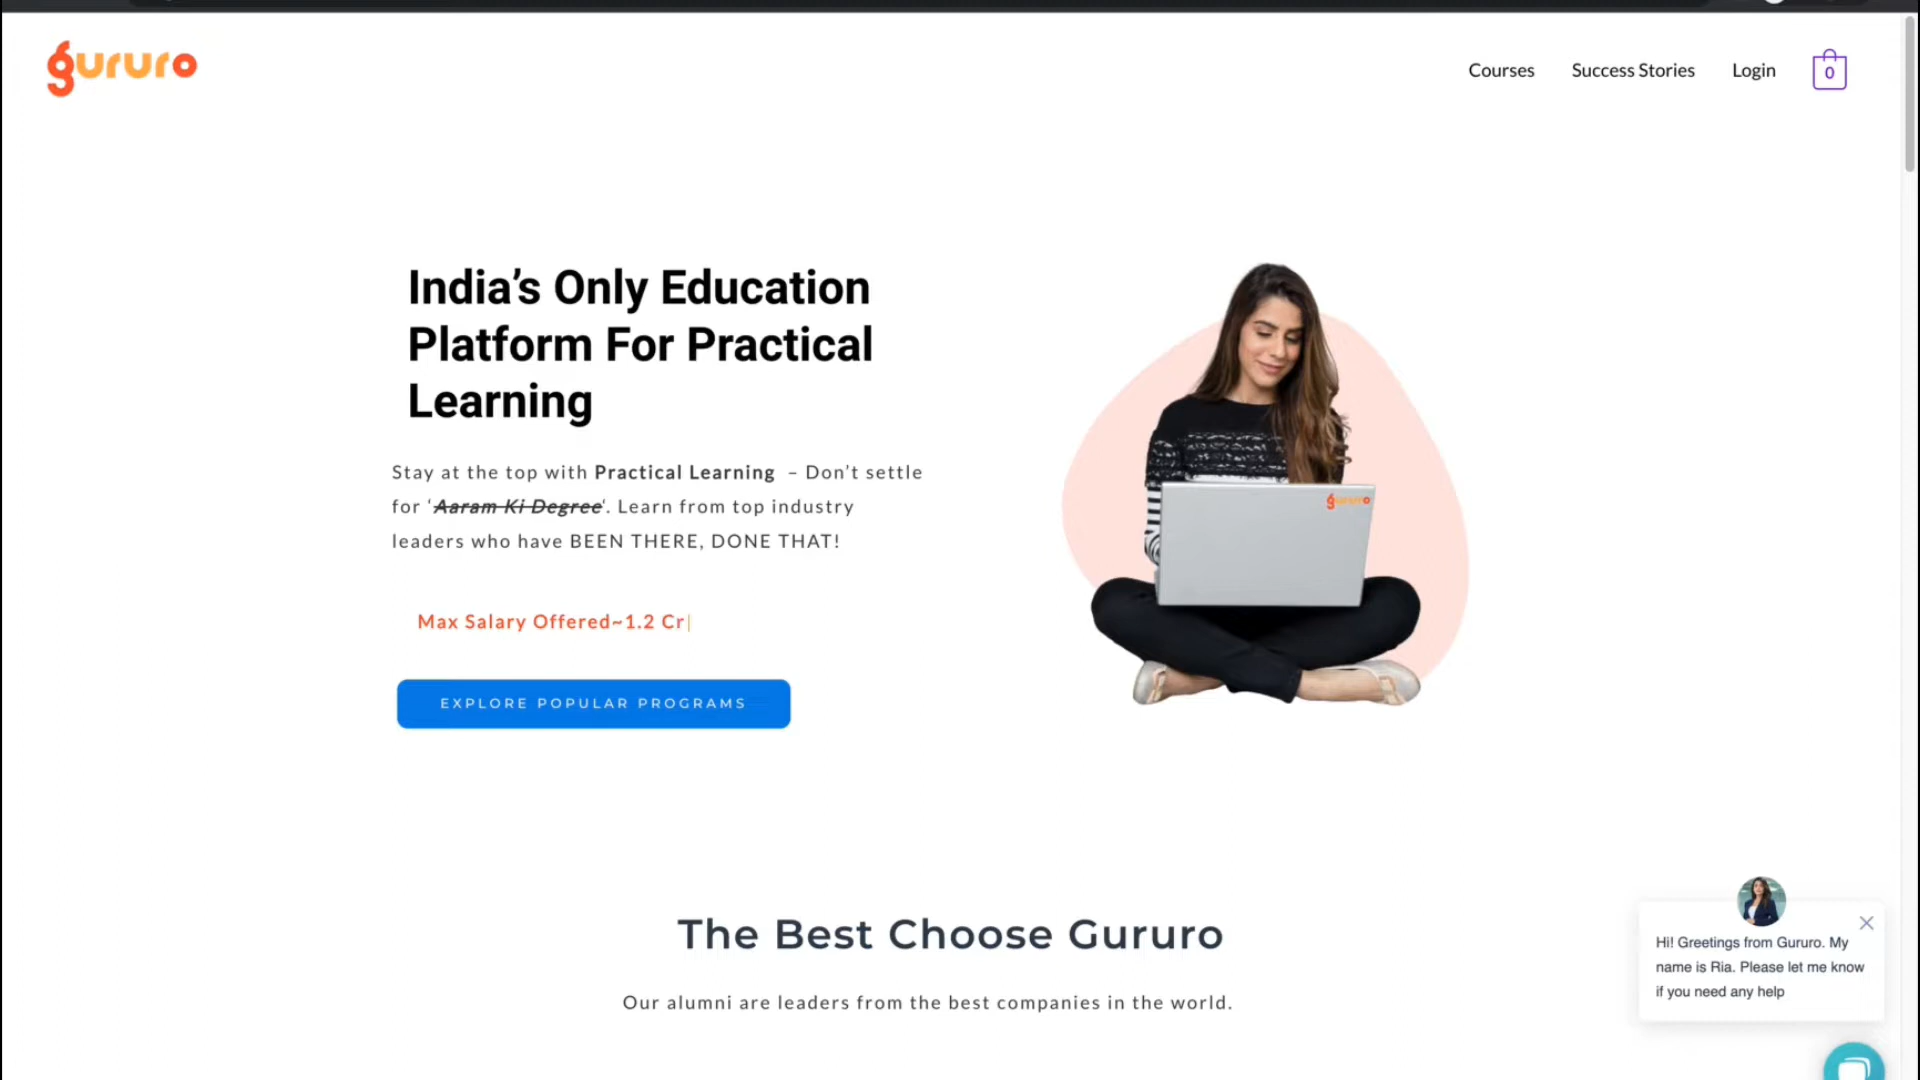 gururo
Courses
Success Stories
Login
0
India’s Only Education
Platform For Practical
Learning
Stay at the top with Practical Learning – Don’t settle
for ‘Aaram Ki Degree‘. Learn from top industry
leaders who have BEEN THERE, DONE THAT!
Max Salary Offered~1.2 Cr|
EXPLORE POPULAR PROGRAMS
gururo
The Best Choose Gururo
Our alumni are leaders from the best companies in the world.
Hi! Greetings from Gururo. My
name is Ria. Please let me know
if you need any help